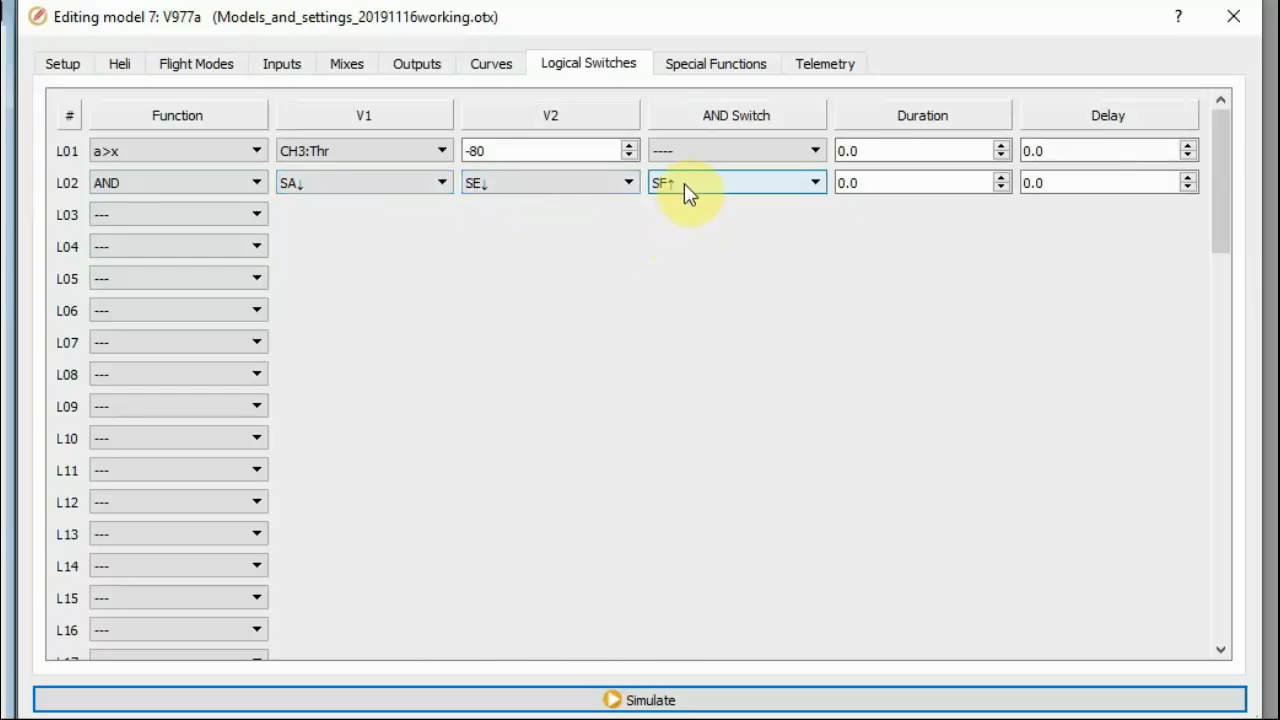 Editing model 7: V977a (Models_and_settings_20191116working.otx) ?
Setup Heli Flight Modes Inputs Mixes Outputs Curves Logical Switches Special Functions Telemetry
# Function V1 V2 AND Switch Duration Delay
L01 a>x CH3:Thr -80 ---- 0.0 0.0
L02 AND SA↓ SE↓ SF↑ 0.0 0.0
L03 ---
L04 ---
L05 ---
L06 ---
L07 ---
L08 ---
L09 ---
L10 ---
L11 ---
L12 ---
L13 ---
L14 ---
L15 ---
L16 ---
Simulate